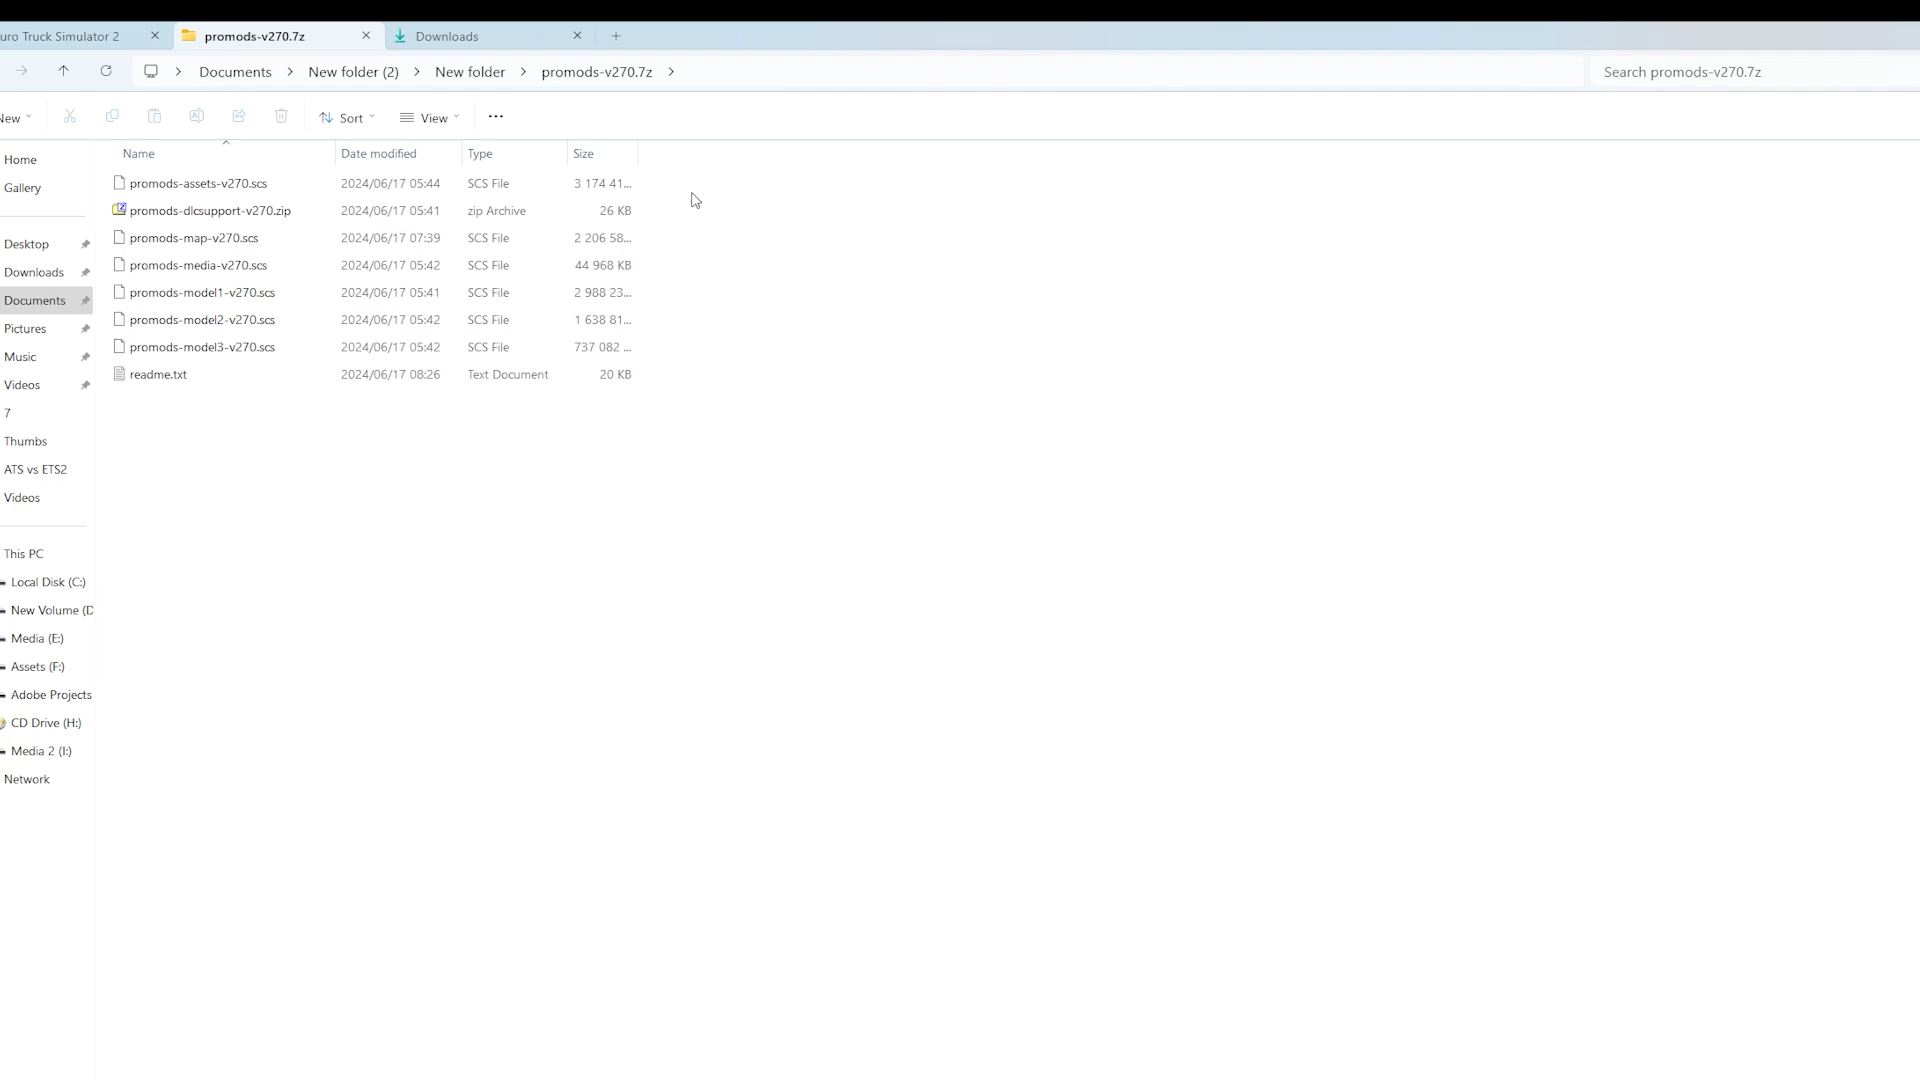 uro Truck Simulator 2
promods-v270.7z
Downloads
Documents > New folder (2) > New folder > promods-v270.7z >
Search promods-v270.7z
New
Sort
View
Name
Date modified
Type
Size
Home
Gallery
Desktop
Downloads
Documents
Pictures
Music
Videos
7
Thumbs
ATS vs ETS2
Videos
This PC
Local Disk (C:)
New Volume (D
Media (E:)
Assets (F:)
Adobe Projects
CD Drive (H:)
Media 2 (I:)
Network
promods-assets-v270.scs 2024/06/17 05:44 SCS File 3 174 41...
promods-dlcsupport-v270.zip 2024/06/17 05:41 zip Archive 26 KB
promods-map-v270.scs 2024/06/17 07:39 SCS File 2 206 58...
promods-media-v270.scs 2024/06/17 05:42 SCS File 44 968 KB
promods-model1-v270.scs 2024/06/17 05:41 SCS File 2 988 23...
promods-model2-v270.scs 2024/06/17 05:42 SCS File 1 638 81...
promods-model3-v270.scs 2024/06/17 05:42 SCS File 737 082 ...
readme.txt 2024/06/17 08:26 Text Document 20 KB